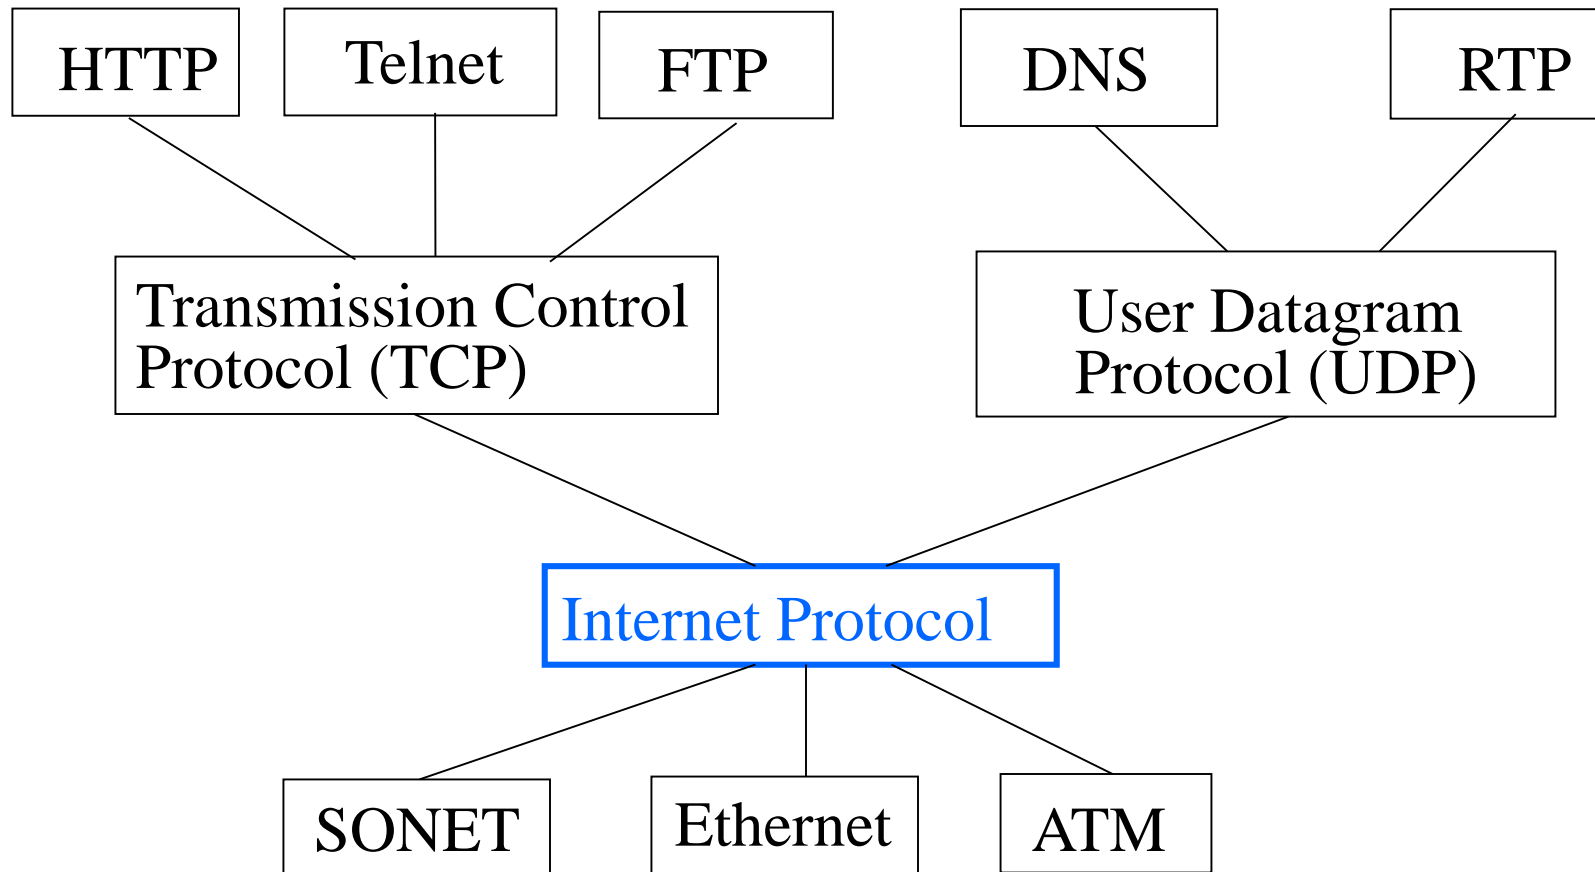 HTTP
Telnet
FTP
DNS
RTP
Transmission Control
Protocol (TCP)
User Datagram
Protocol (UDP)
Internet Protocol
SONET
Ethernet
ATM